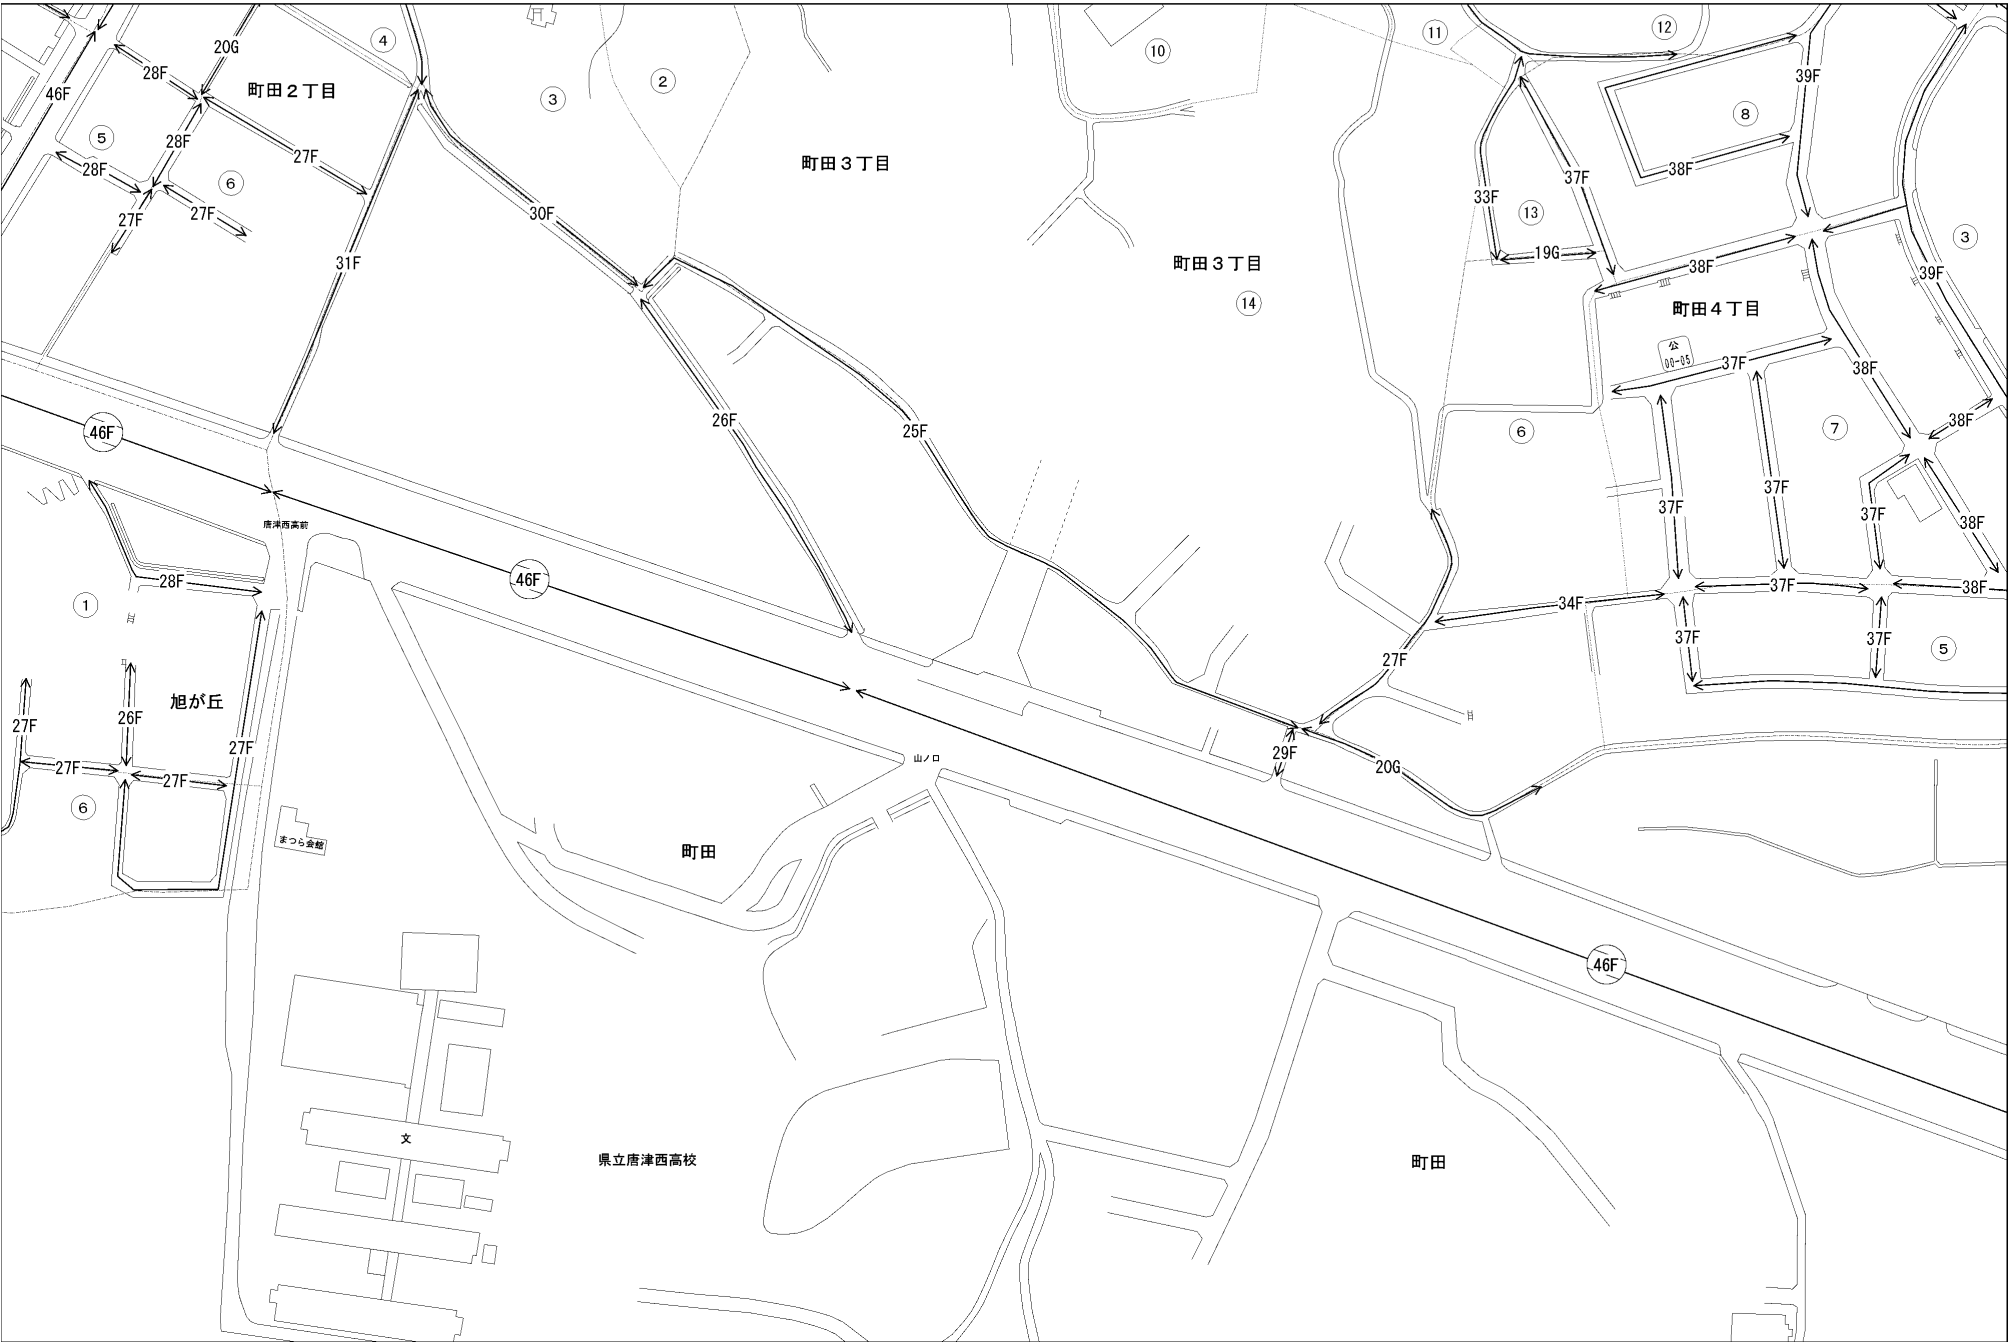 ④
⑪
⑫
20G
28F
町田２丁目
③
②
⑩
39F
46F
⑧
⑤
28F
27F
町田３丁目
28F
⑥
38F
37F
27F
27F
30F
33F
⑬
③
31F
町田３丁目
19G
38F
39F
⑭
町田４丁目
公
00-05
37F
38F
46F
26F
25F
⑥
⑦
38F
唐津西高前
37F
37F
37F
38F
28F
46F
①
34F
37F
38F
37F
37F
⑤
27F
旭が丘
27F
26F
27F
29F
20G
27F
27F
山ノ口
⑥
まつら会館
町田
46F
文
県立唐津西高校
町田